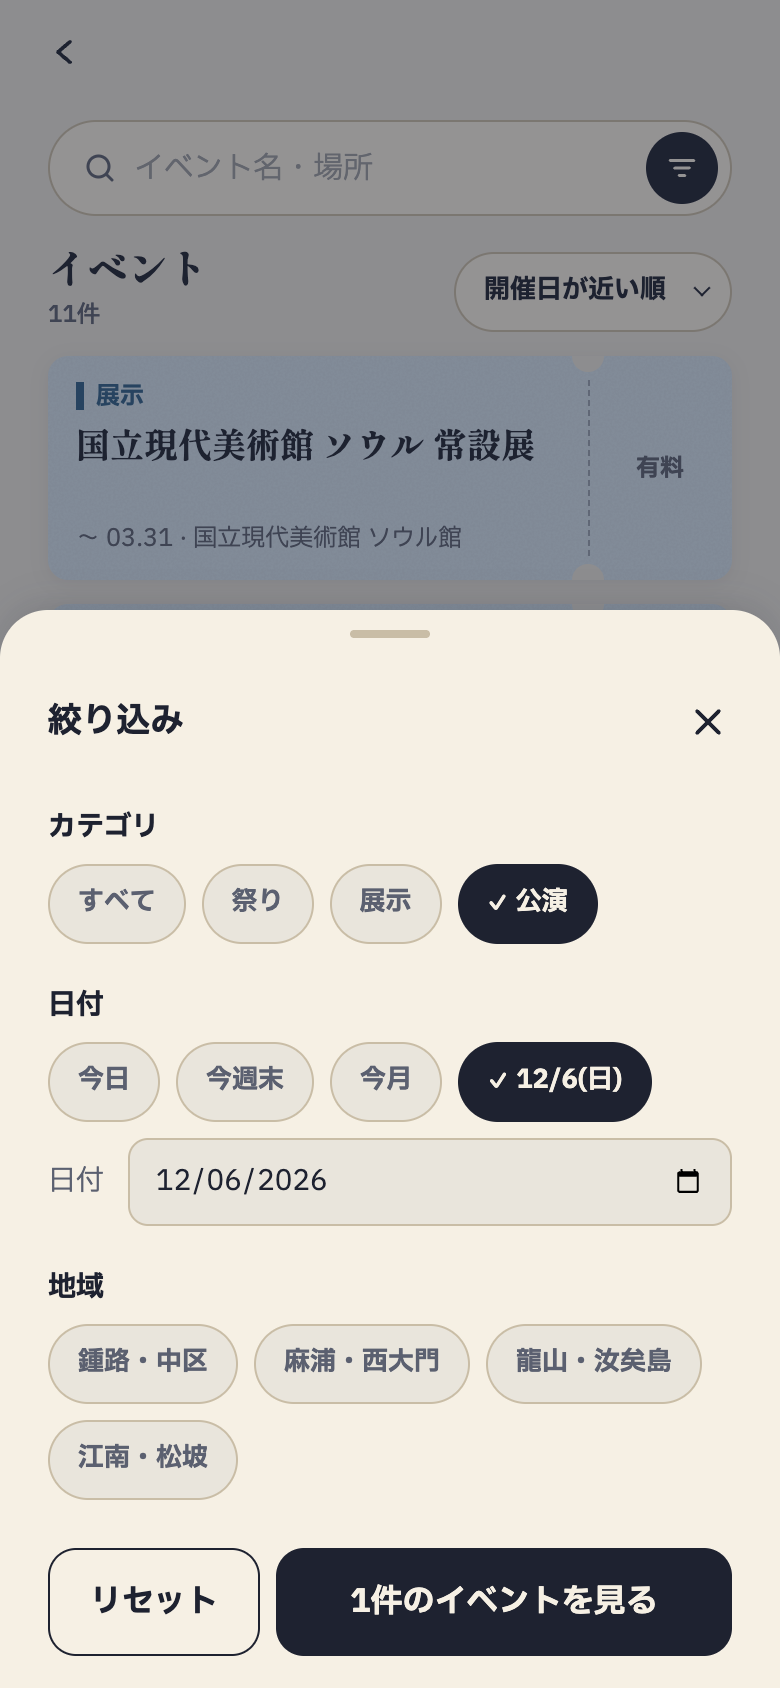 イベント名・場所
イベント
11件
開催日が近い順
展示
国立現代美術館 ソウル 常設展
有料
〜 03.31 · 国立現代美術館 ソウル館
絞り込み
カテゴリ
すべて 祭り 展示 ✓ 公演
日付
今日 今週末 今月 ✓ 12/6(日)
日付 12/06/2026
地域
鍾路・中区 麻浦・西大門 龍山・汝矣島
江南・松坡
リセット 1件のイベントを見る